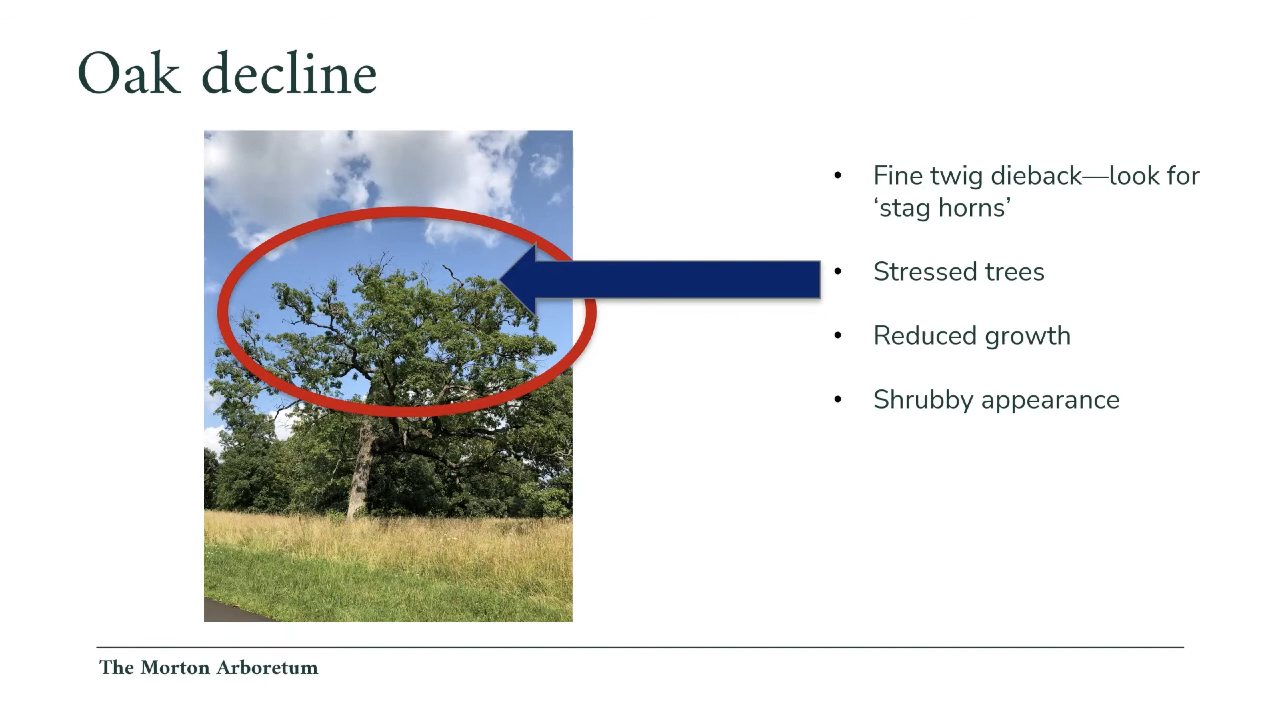 Oak decline
• Fine twig dieback—look for
‘stag horns’
• Stressed trees
• Reduced growth
• Shrubby appearance
The Morton Arboretum